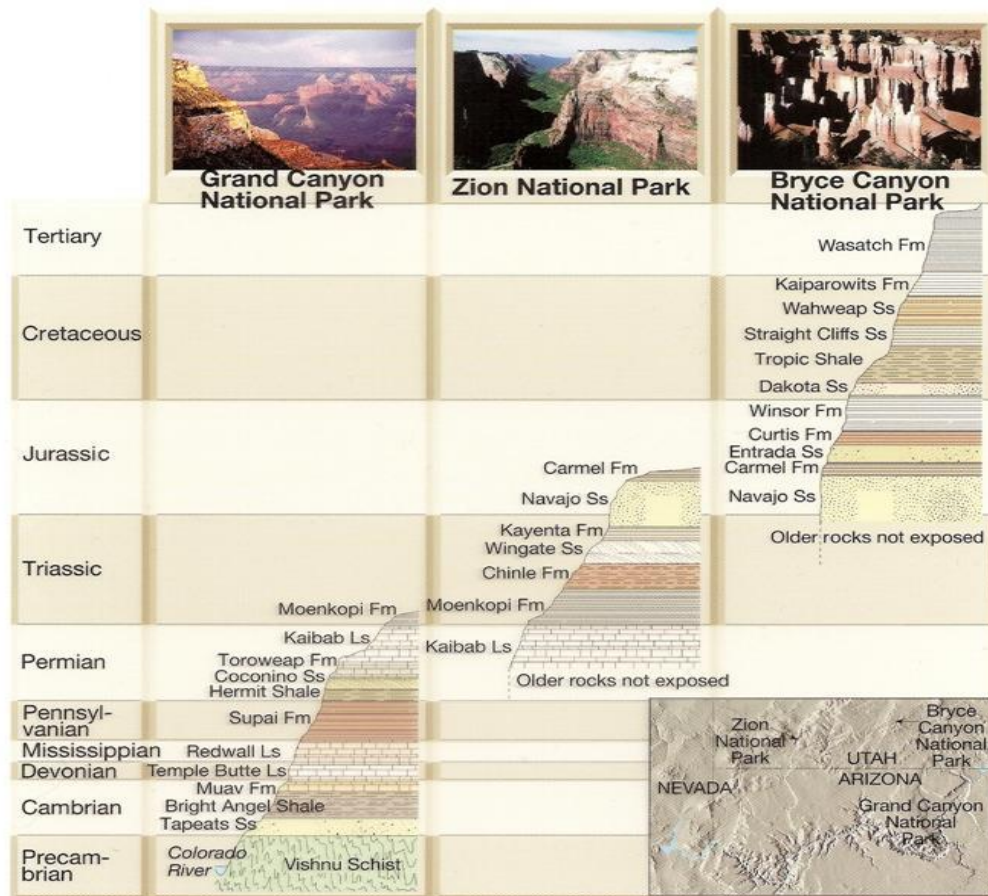 Grand Canyon
National Park
Zion National Park
Bryce Canyon
National Park
Tertiary
Wasatch Fm
Kaiparowits Fm
Cretaceous
Wahweap Ss
Straight Cliffs Ss
Tropic Shale
Dakota Ss
Jurassic
Winsor Fm
Curtis Fm
Entrada Ss
Carmel Fm
Carmel Fm
Navajo Ss
Navajo Ss
Triassic
Kayenta Fm
Older rocks not exposed
Wingate Ss
Chinle Fm
Moenkopi Fm
Moenkopi Fm
Permian
Kaibab Ls
Kaibab Ls
Toroweap Fm
Coconino Ss
Older rocks not exposed
Hermit Shale
Pennsyl-
vanian
Supai Fm
Mississippian
Redwall Ls
Devonian
Temple Butte Ls
Cambrian
Muav Fm
Bright Angel Shale
Tapeats Ss
Precam-
brian
Colorado
River
Vishnu Schist
Zion
National
Park
Bryce
Canyon
National
Park
UTAH
NEVADA
ARIZONA
Grand Canyon
National
Park